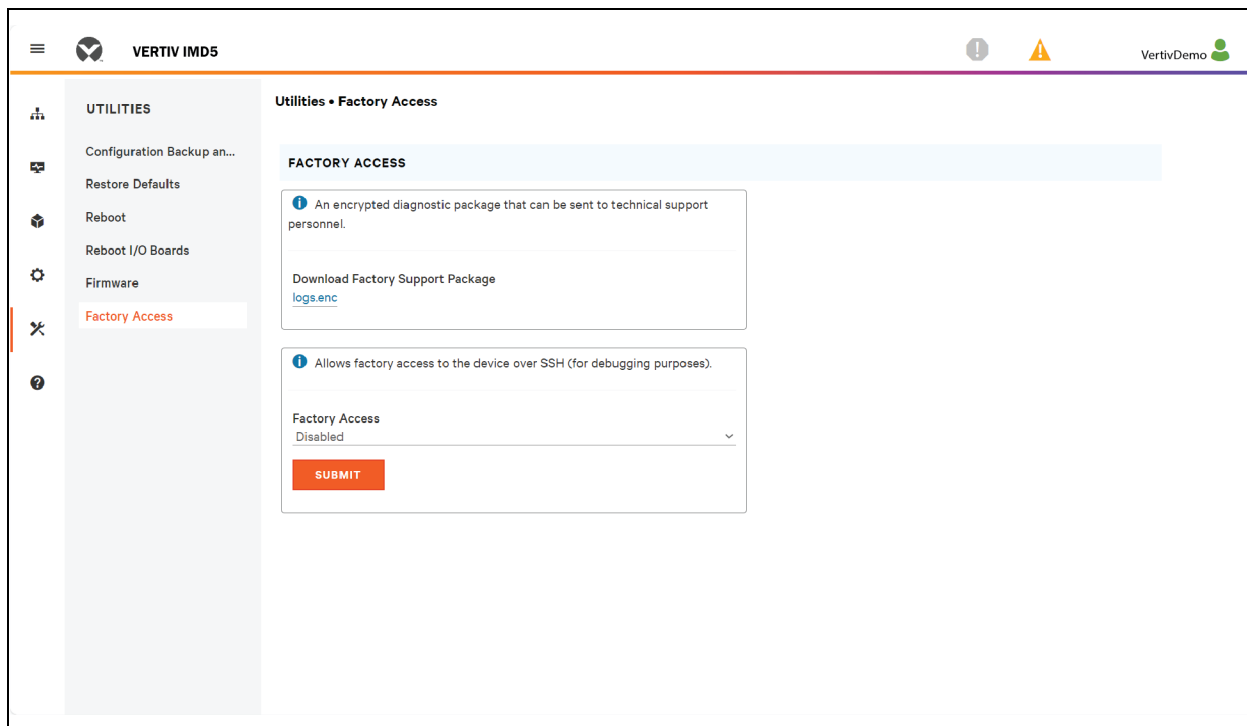 VERTIV IMD5
VertivDemo
UTILITIES
Configuration Backup an...
Restore Defaults
Reboot
Reboot I/O Boards
Firmware
Factory Access
Utilities • Factory Access
FACTORY ACCESS
An encrypted diagnostic package that can be sent to technical support
personnel.
Download Factory Support Package
logs.enc
Allows factory access to the device over SSH (for debugging purposes).
Factory Access
Disabled
SUBMIT